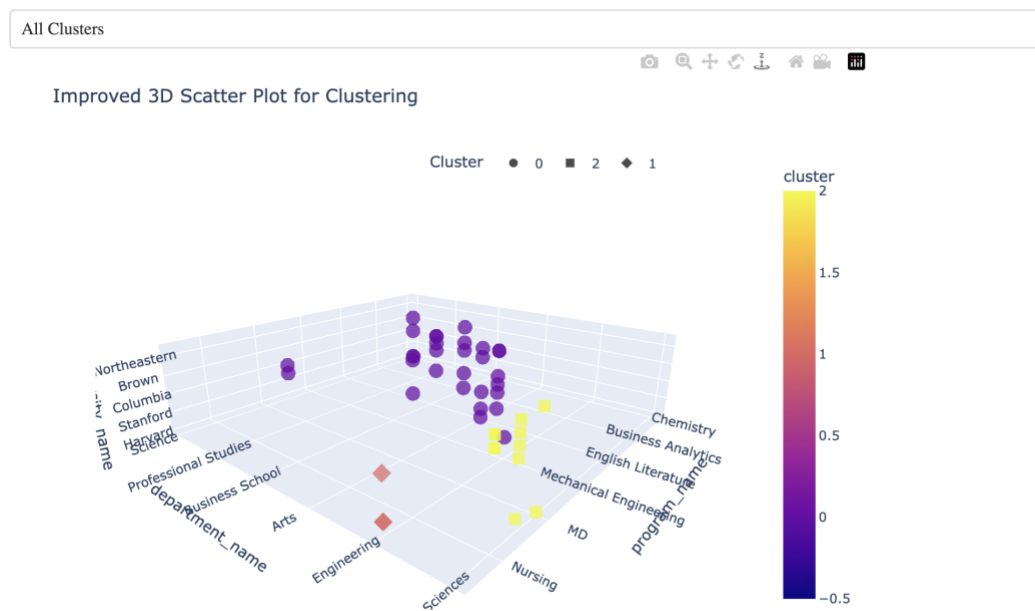 All Clusters
z
Improved 3D Scatter Plot for Clustering
Cluster 0 2 1
cluster
2
1.5
1
0.5
0
−0.5
Northeastern
Brown
Columbia
Stanford
Harvard
name
Science
Professional Studies
Business School
Arts
Engineering
Sciences
department_name
Chemistry
Business Analytics
English Literature
Mechanical Engineering
MD
Nursing
program_name